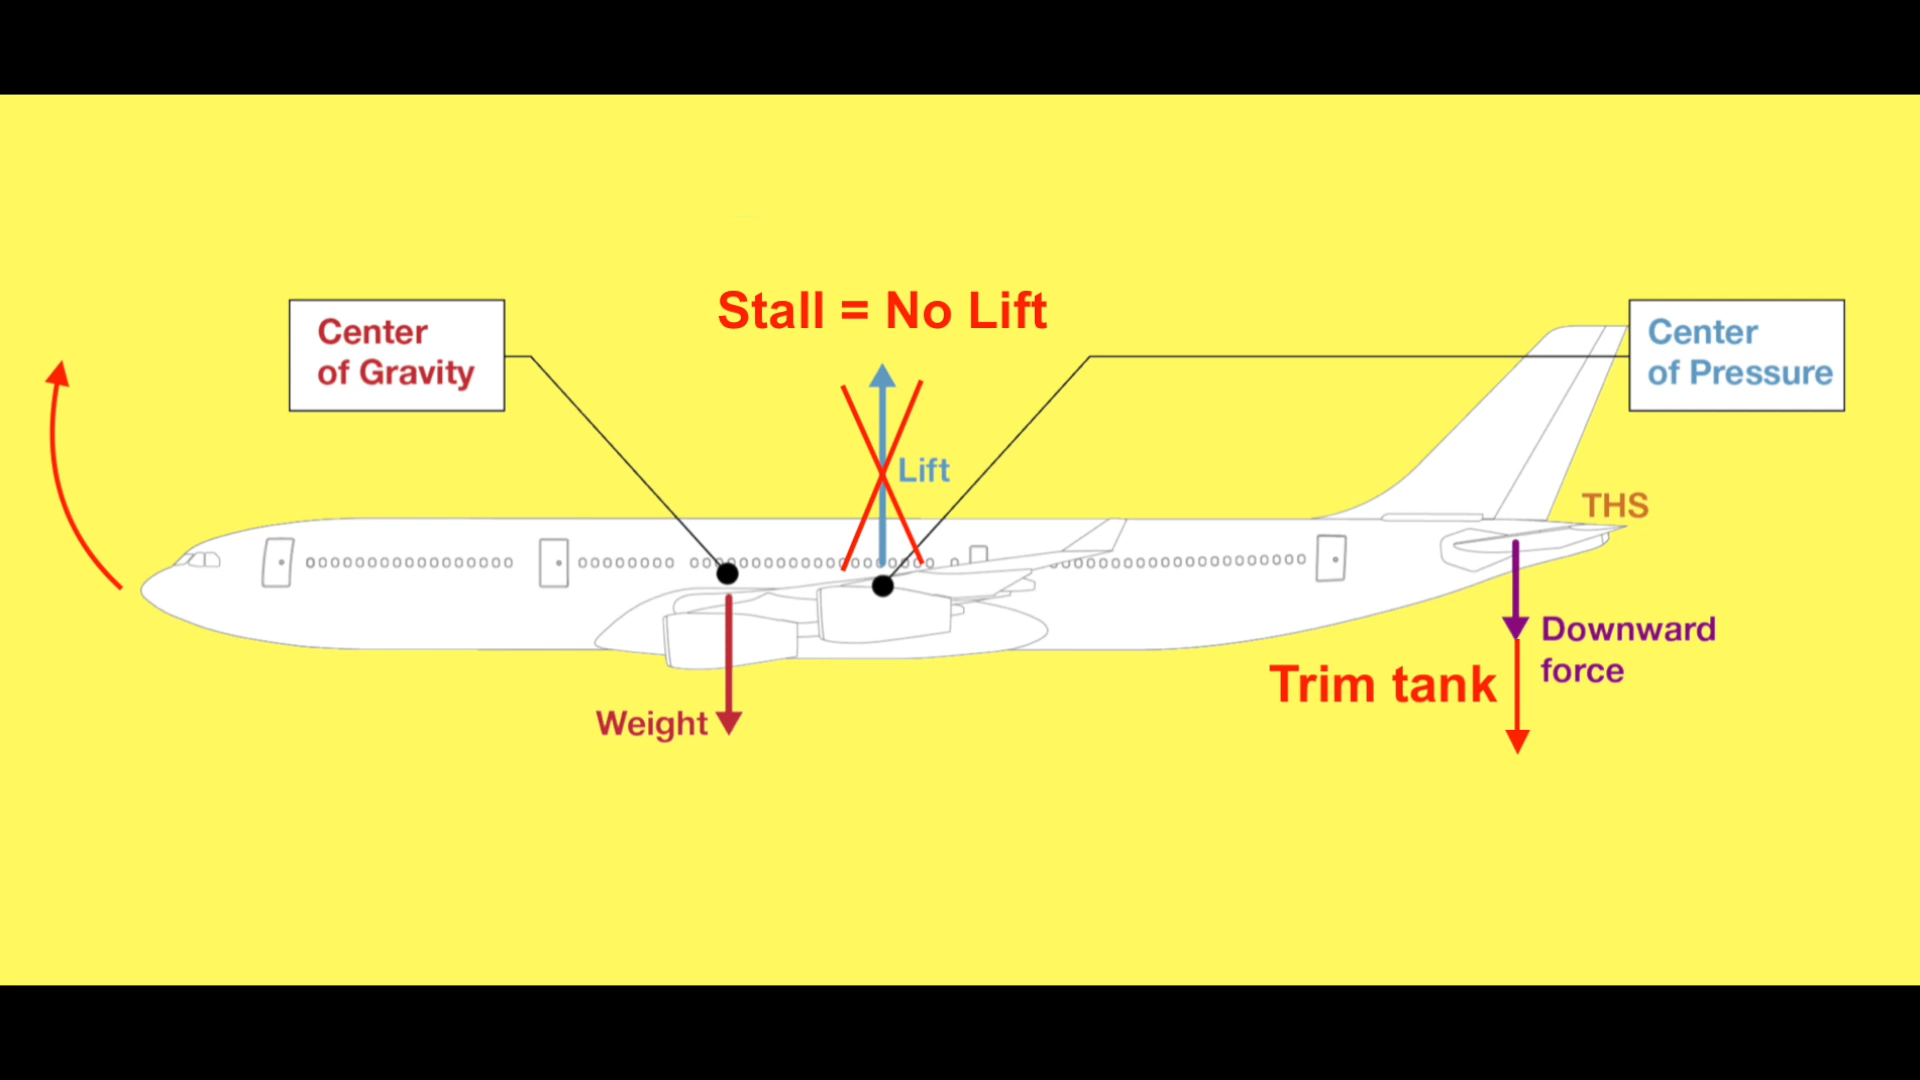 Stall = No Lift
Center
of Gravity
Center
of Pressure
Lift
THS
Downward
force
Trim tank
Weight